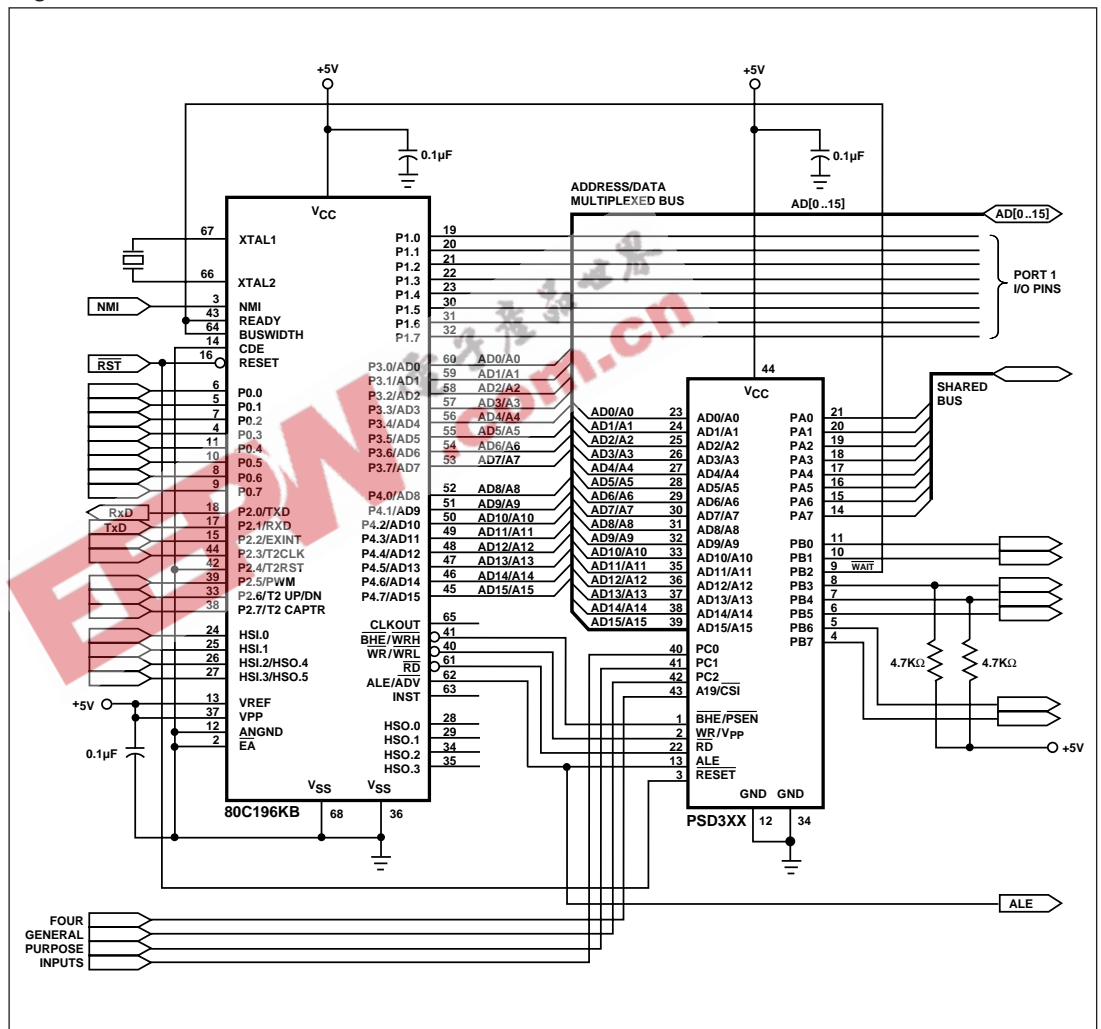 +5V
+5V
0.1µF
0.1µF
ADDRESS/DATA
MULTIPLEXED BUS
AD[0..15]
AD[0..15]
VCC
67
XTAL1
66
XTAL2
NMI
3
NMI
43
READY
64
BUSWIDTH
14
CDE
RST
16
RESET
6
P0.0
5
P0.1
7
P0.2
4
P0.3
11
P0.4
10
P0.5
8
P0.6
9
P0.7
RxD
18
P2.0/TXD
TxD
17
P2.1/RXD
15
P2.2/EXINT
44
P2.3/T2CLK
42
P2.4/T2RST
39
P2.5/PWM
33
P2.6/T2 UP/DN
38
P2.7/T2 CAPTR
24
HSI.0
25
HSI.1
26
HSI.2/HSO.4
27
HSI.3/HSO.5
+5V
13
VREF
37
VPP
12
ANGND
2
EA
0.1µF
VSS
VSS
80C196KB
68
36
P1.0
19
P1.1
20
P1.2
21
P1.3
22
P1.4
23
P1.5
30
P1.6
31
P1.7
32
PORT 1
I/O PINS
P3.0/AD0
60
AD0/A0
P3.1/AD1
59
AD1/A1
P3.2/AD2
58
AD2/A2
P3.3/AD3
57
AD3/A3
P3.4/AD4
56
AD4/A4
P3.5/AD5
55
AD5/A5
P3.6/AD6
54
AD6/A6
P3.7/AD7
53
AD7/A7
P4.0/AD8
52
AD8/A8
P4.1/AD9
51
AD9/A9
P4.2/AD10
50
AD10/A10
P4.3/AD11
49
AD11/A11
P4.4/AD12
48
AD12/A12
P4.5/AD13
47
AD13/A13
P4.6/AD14
46
AD14/A14
P4.7/AD15
45
AD15/A15
CLKOUT
65
BHE/WRH
41
WR/WRL
40
RD
61
ALE/ADV
62
INST
63
HSO.0
28
HSO.1
29
HSO.2
34
HSO.3
35
44
VCC
AD0/A0
23
AD0/A0
AD1/A1
24
AD1/A1
AD2/A2
25
AD2/A2
AD3/A3
26
AD3/A3
AD4/A4
27
AD4/A4
AD5/A5
28
AD5/A5
AD6/A6
29
AD6/A6
AD7/A7
30
AD7/A7
AD8/A8
31
AD8/A8
AD9/A9
32
AD9/A9
AD10/A10
33
AD10/A10
AD11/A11
35
AD11/A11
AD12/A12
36
AD12/A12
AD13/A13
37
AD13/A13
AD14/A14
38
AD14/A14
AD15/A15
39
AD15/A15
40
PC0
41
PC1
42
PC2
43
A19/CSI
1
BHE/PSEN
2
WR/VPP
22
RD
13
ALE
3
RESET
GND
GND
PSD3XX
12
34
SHARED
BUS
PA0
21
PA1
20
PA2
19
PA3
18
PA4
17
PA5
16
PA6
15
PA7
14
PB0
11
PB1
10
PB2
9
WAIT
PB3
8
PB4
7
PB5
6
PB6
5
PB7
4
4.7KΩ
4.7KΩ
+5V
ALE
FOUR
GENERAL
PURPOSE
INPUTS
EEPW
.com.cn
電子產品世界